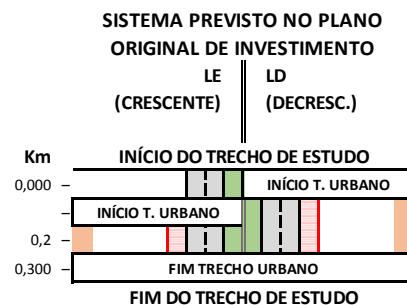 SISTEMA PREVISTO NO PLANO
ORIGINAL DE INVESTIMENTO
LE LD
(CRESCENTE) (DECRESC.)
Km INÍCIO DO TRECHO DE ESTUDO
0,000 INÍCIO T. URBANO
INÍCIO T. URBANO
0,2
0,300 FIM TRECHO URBANO
FIM DO TRECHO DE ESTUDO